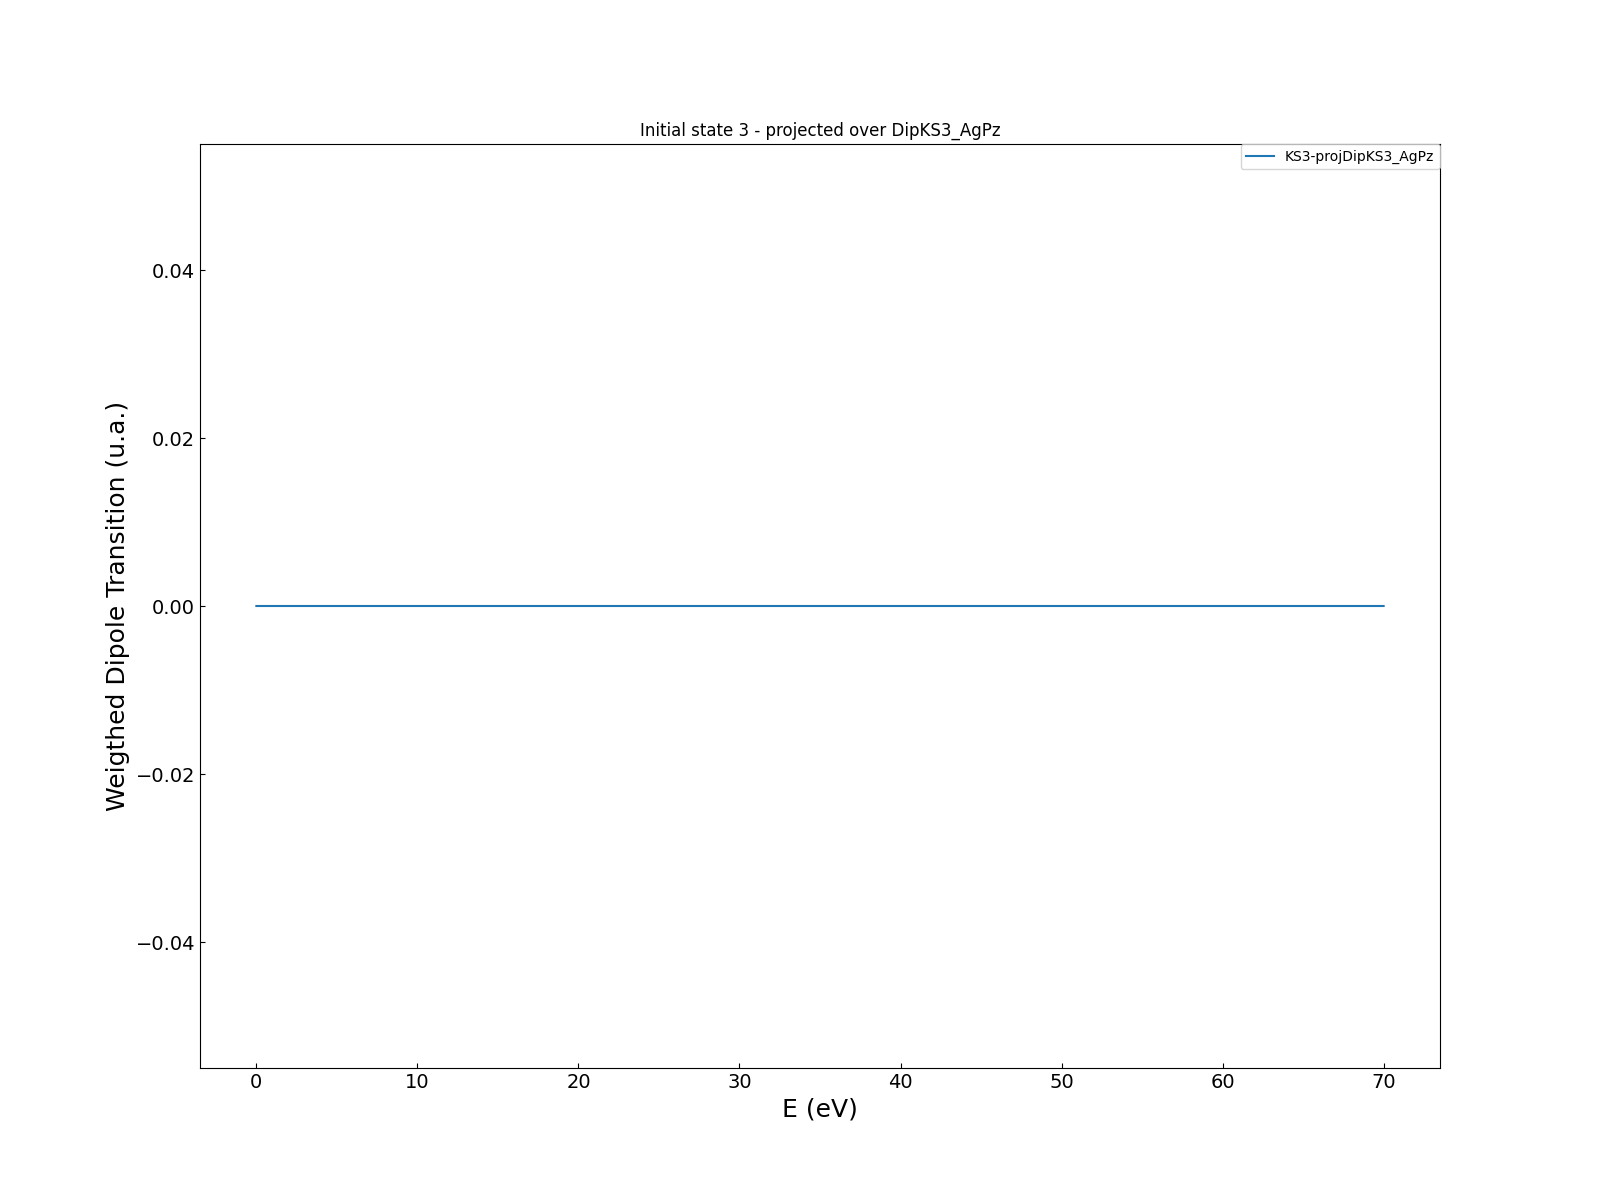 Initial state 3 - projected over DipKS3_AgPz
KS3-projDipKS3_AgPz
Weigthed Dipole Transition (u.a.)
0.04
0.02
0.00
−0.02
−0.04
0 10 20 30 40 50 60 70
E (eV)